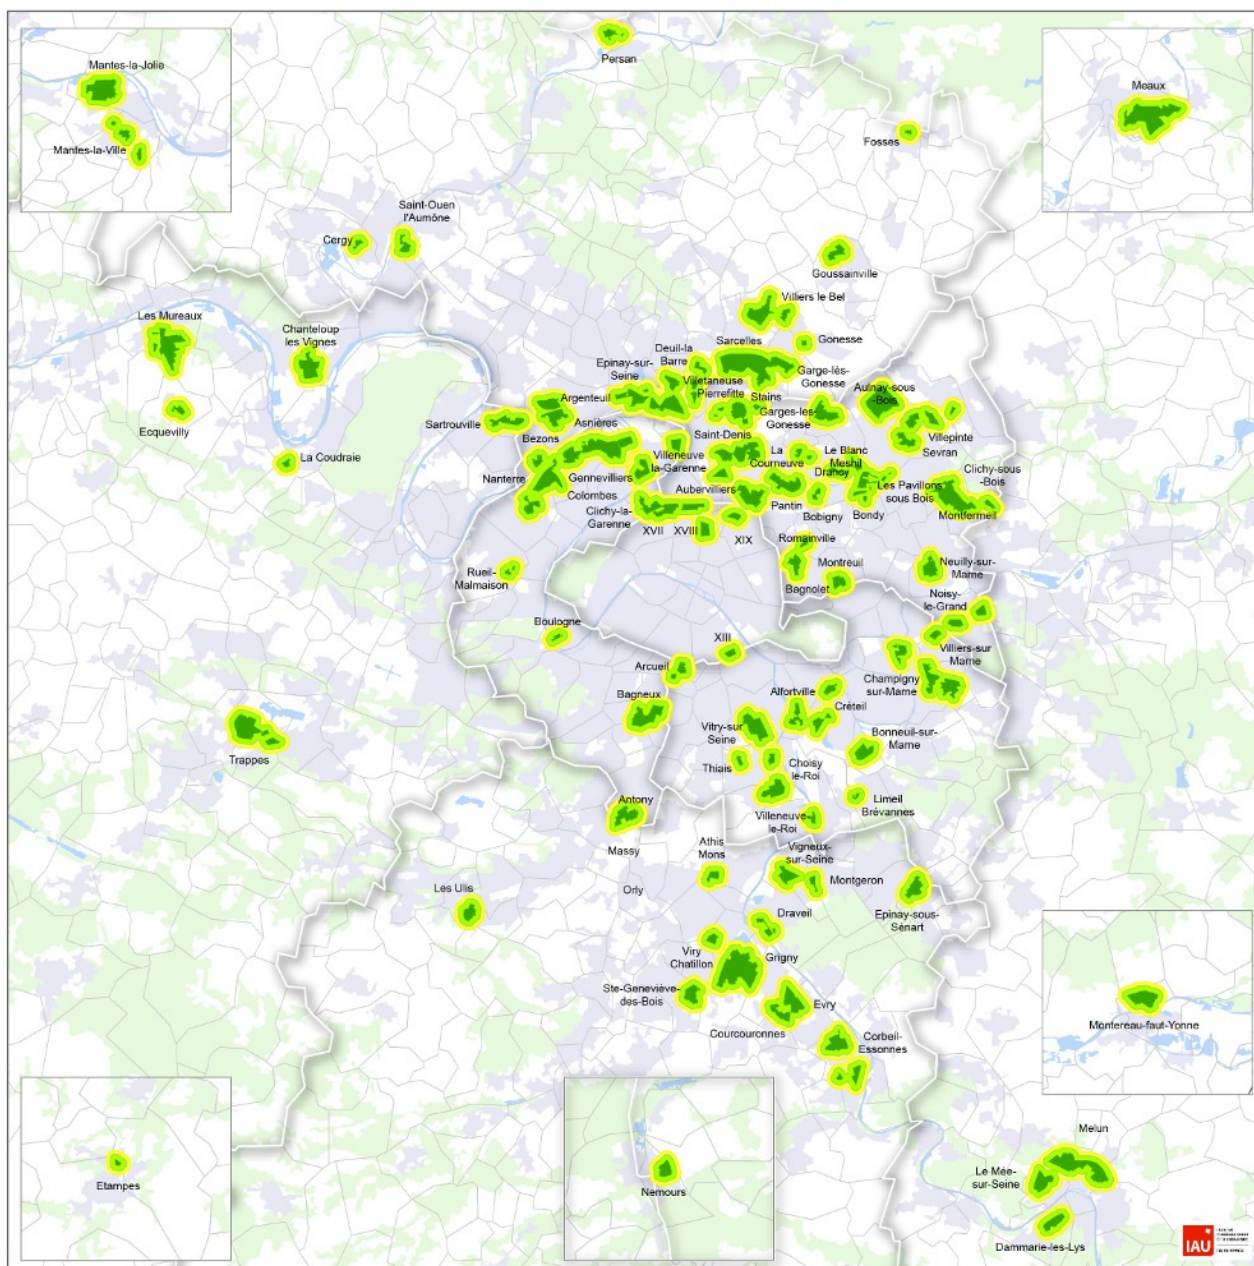 Persan
Mantes-la-Jolie
Mantes-la-Ville
Meaux
Fosses
Saint-Ouen
l'Aumône
Cergy
Goussainville
Villiers le Bel
Les Mureaux
Chanteloup
les Vignes
Gonesse
Sarcelles
Deuil-la
Barre
Epinay-sur-
Seine
Garge-lès-
Gonesse
Villetaneuse
Pierrefitte
Stains
Aulnay-sous
-Bois
Argenteuil
Asnières
Garges-les-
Gonesse
Ecquevilly
Sartrouville
Bezons
Saint-Denis
Villepinte
Sevran
La Coudraie
Villeneuve
la-Garenne
La
Courneuve
Le Blanc
Mesnil
Drancy
Clichy-sous
-Bois
Nanterre
Gennevilliers
Colombes
Aubervilliers
Les Pavillons
sous Bois
Clichy-la-
Garenne
Pantin
Bobigny
Bondy
Montfermeil
XVII
XVIII
XIX
Romainville
Rueil-
Malmaison
Montreuil
Bagnolet
Neuilly-sur-
Marne
Noisy-
le-Grand
Boulogne
XIII
Villiers-sur
Marne
Arcueil
Champigny
sur-Marne
Bagneux
Alfortville
Créteil
Vitry-sur
Seine
Bonneuil-sur-
Marne
Trappes
Thiais
Choisy
le-Roi
Antony
Limeil
Brévannes
Villeneuve-
le-Roi
Massy
Athis
Mons
Vigneux-
sur-Seine
Les Ulis
Orly
Montgeron
Epinay-sous-
Sénart
Draveil
Viry
Chatillon
Grigny
Ste-Geneviève-
des-Bois
Evry
Courcouronnes
Corbeil-
Essonnes
Montereau-faut-Yonne
Etampes
Nemours
Melun
Le Mée-
sur-Seine
Dammarie-les-Lys
IAU